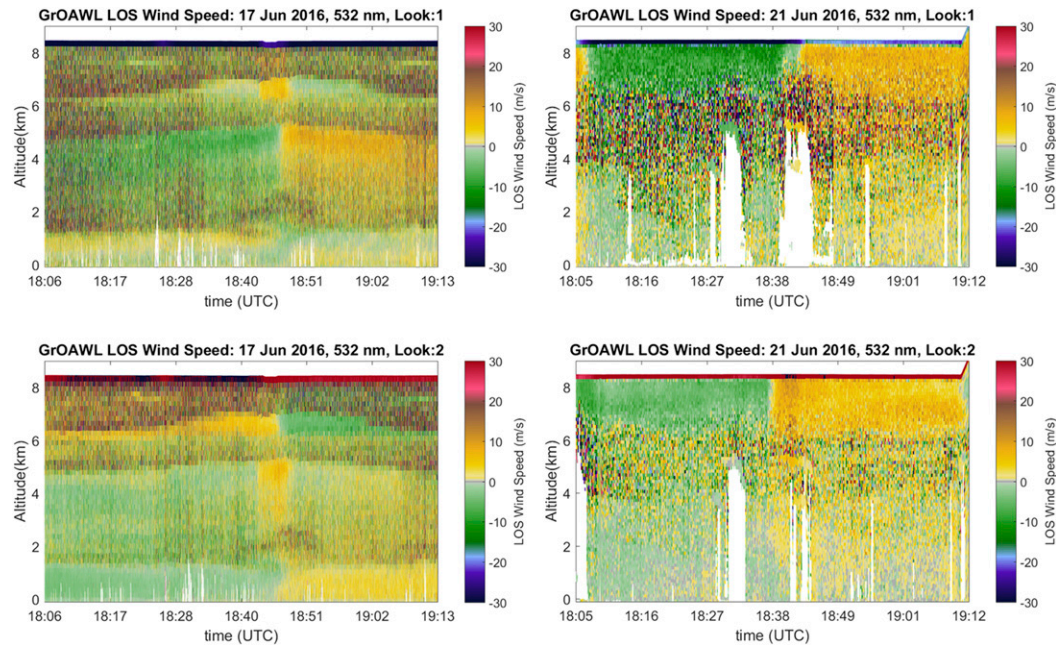 GrOAWL LOS Wind Speed: 17 Jun 2016, 532 nm, Look:1
Altitude(km)
8
6
4
2
0
18:06 18:17 18:28 18:40 18:51 19:02 19:13
time (UTC)
30
20
10
0
-10
-20
-30
LOS Wind Speed (m/s)
GrOAWL LOS Wind Speed: 21 Jun 2016, 532 nm, Look:1
Altitude(km)
8
6
4
2
0
18:05 18:16 18:27 18:38 18:49 19:01 19:12
time (UTC)
30
20
10
0
-10
-20
-30
LOS Wind Speed (m/s)
GrOAWL LOS Wind Speed: 17 Jun 2016, 532 nm, Look:2
Altitude(km)
8
6
4
2
0
18:06 18:17 18:28 18:40 18:51 19:02 19:13
time (UTC)
30
20
10
0
-10
-20
-30
LOS Wind Speed (m/s)
GrOAWL LOS Wind Speed: 21 Jun 2016, 532 nm, Look:2
Altitude(km)
8
6
4
2
0
18:05 18:16 18:27 18:38 18:49 19:01 19:12
time (UTC)
30
20
10
0
-10
-20
-30
LOS Wind Speed (m/s)